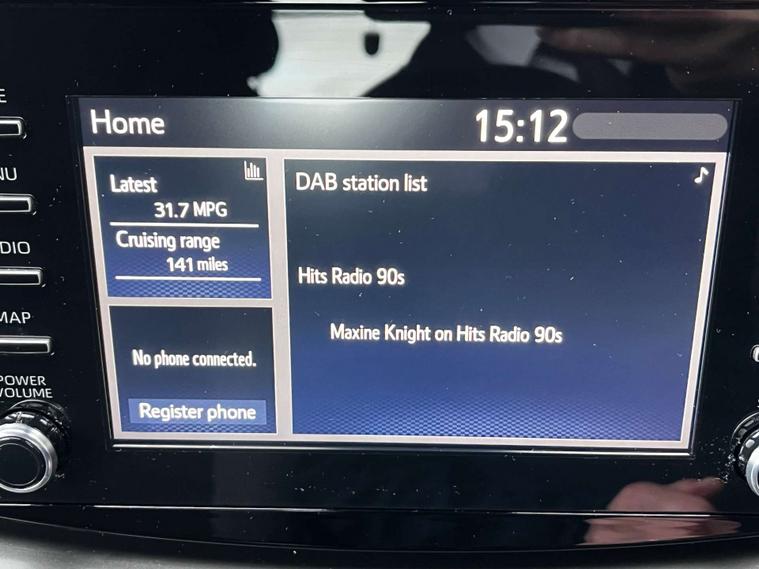 Home
15:12
Latest
31.7 MPG
Cruising range
141 miles
No phone connected.
Register phone
DAB station list
Hits Radio 90s
Maxine Knight on Hits Radio 90s
MAP
POWER
VOLUME